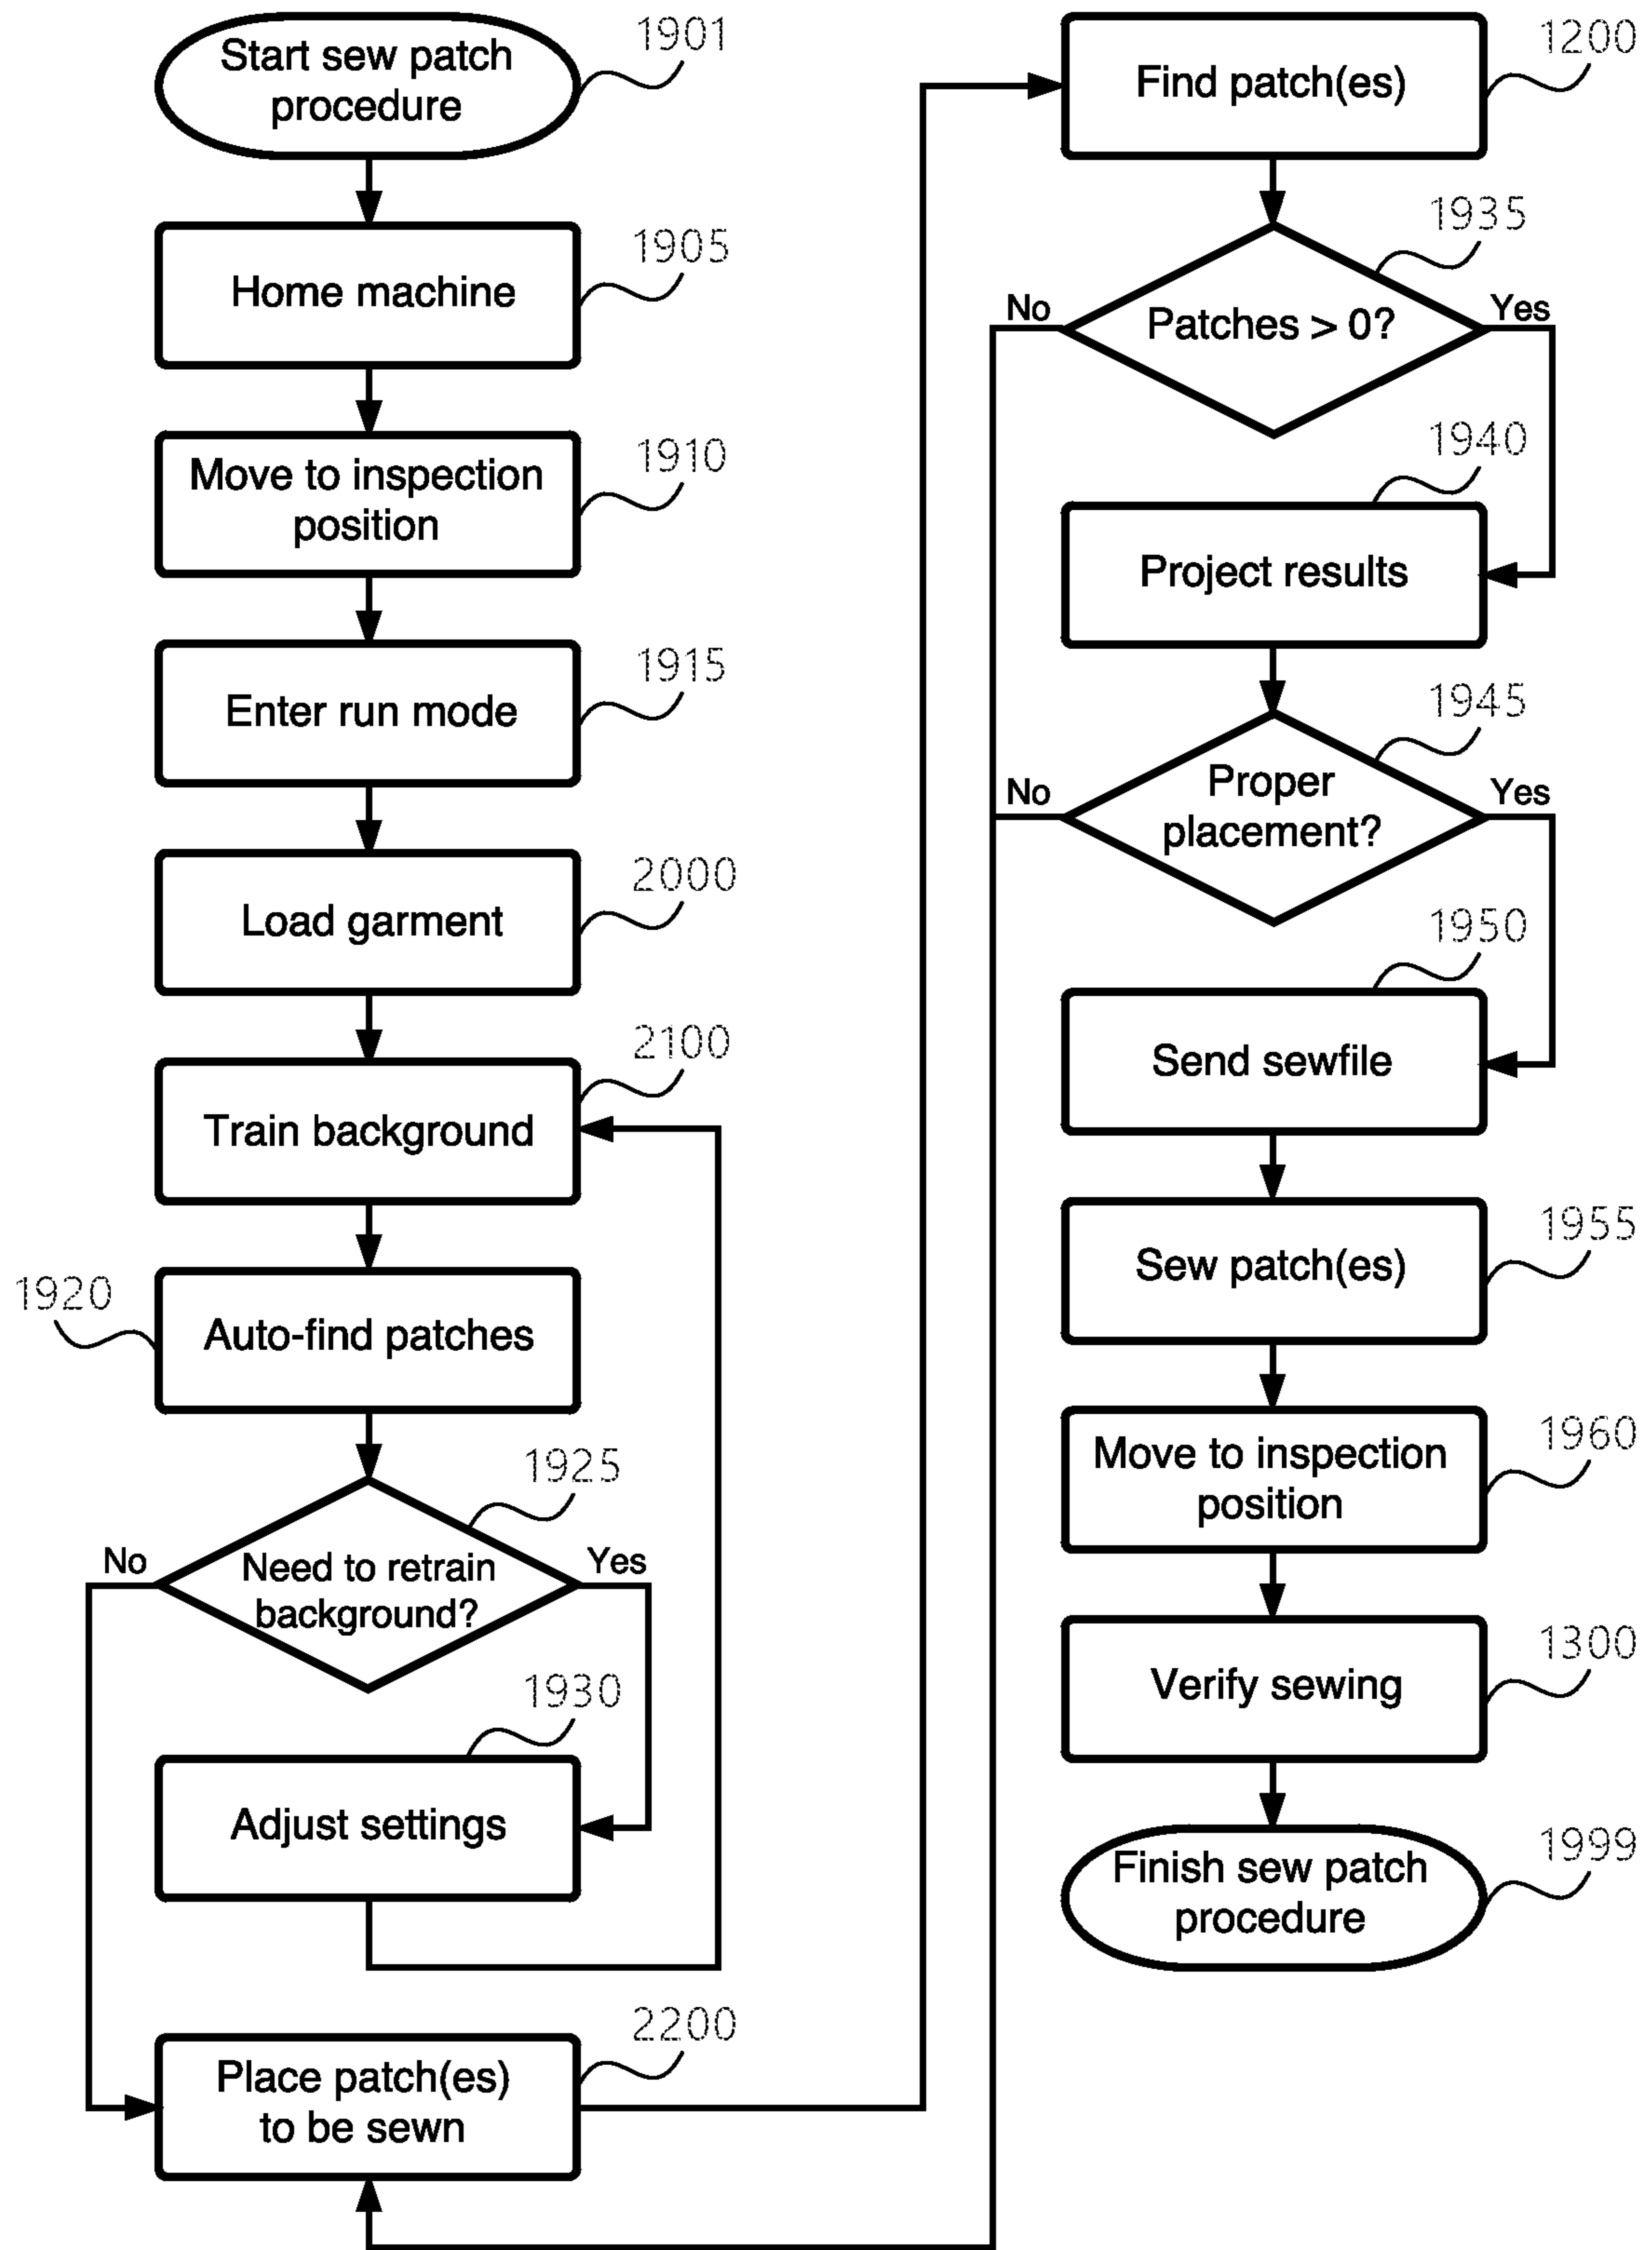 Start sew patch
procedure
1901
Home machine
1905
Move to inspection
position
1910
Enter run mode
1915
Load garment
2000
Train background
2100
Auto-find patches
1920
Need to retrain
background?
1925
No
Yes
Adjust settings
1930
Place patch(es)
to be sewn
2200
Find patch(es)
1200
Patches > 0?
1935
No
Yes
Project results
1940
Proper
placement?
1945
No
Yes
Send sewfile
1950
Sew patch(es)
1955
Move to inspection
position
1960
Verify sewing
1300
Finish sew patch
procedure
1999